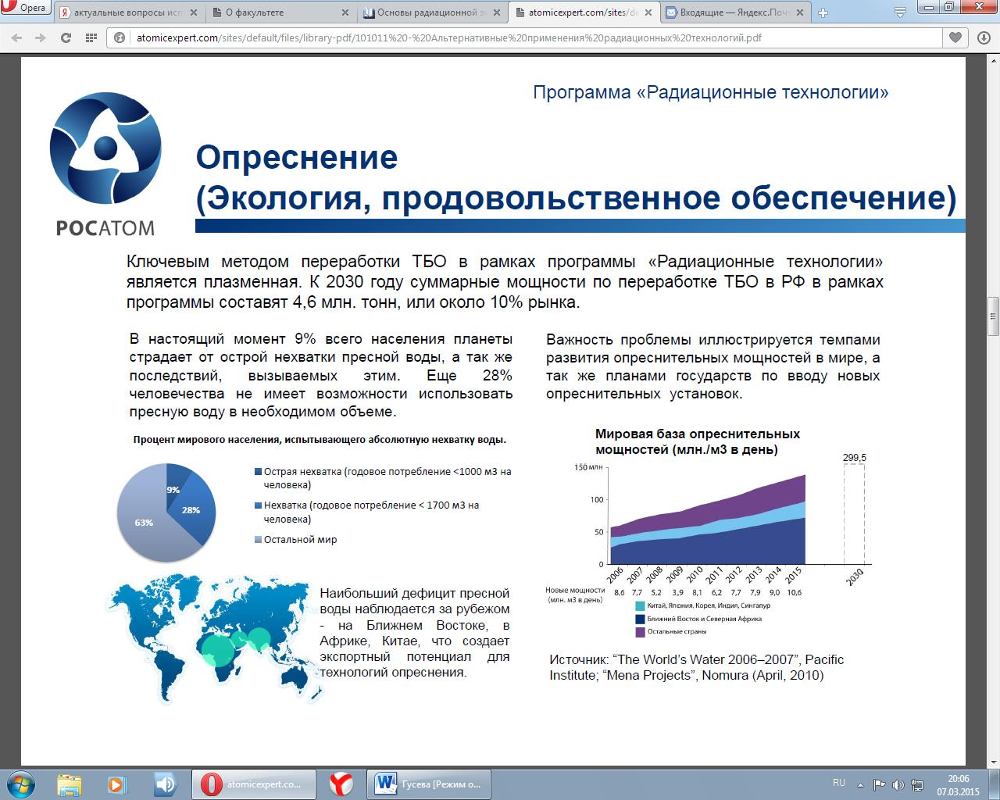 Opera
актуальные вопросы исп
О факультете
Основы радиационной э
atomicexpert.com/sites/de
Входящие — Яндекс.Почт
atomicexpert.com/sites/default/files/library-pdf/101011%20-%20Альтернативные%20применения%20радиационных%20технологий.pdf
Программа «Радиационные технологии»
РОСАТОМ
Опреснение
(Экология, продовольственное обеспечение)
Ключевым методом переработки ТБО в рамках программы «Радиационные технологии»
является плазменная. К 2030 году суммарные мощности по переработке ТБО в РФ в рамках
программы составят 4,6 млн. тонн, или около 10% рынка.
В настоящий момент 9% всего населения планеты
страдает от острой нехватки пресной воды, а так же
последствий, вызываемых этим. Еще 28%
человечества не имеет возможности использовать
пресную воду в необходимом объеме.
Процент мирового населения, испытывающего абсолютную нехватку воды.
9%
28%
63%
Острая нехватка (годовое потребление <1000 м3 на
человека)
Нехватка (годовое потребление < 1700 м3 на
человека)
Остальной мир
Наибольший дефицит пресной
воды наблюдается за рубежом
- на Ближнем Востоке, в
Африке, Китае, что создает
экспортный потенциал для
технологий опреснения.
Важность проблемы иллюстрируется темпами
развития опреснительных мощностей в мире, а
так же планами государств по вводу новых
опреснительных установок.
Мировая база опреснительных
мощностей (млн./м3 в день)
299,5
150 млн
100
50
0
2006 2007 2008 2009 2010 2011 2012 2013 2014 2015 2030
Новые мощности
(млн. м3 в день)
8,6 7,7 5,2 3,9 8,1 6,2 7,7 7,9 9,0 10,6
Китай, Япония, Корея, Индия, Сингапур
Ближний Восток и Северная Африка
Остальные страны
Источник: “The World’s Water 2006–2007”, Pacific
Institute; “Mena Projects”, Nomura (April, 2010)
atomicexpert.co...
Гусева [Режим о...
RU
20:06
07.03.2015